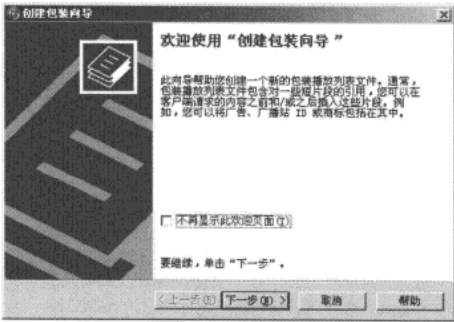 创建包装向导
欢迎使用“创建包装向导 ”
此向导帮助您创建一个新的包装播放列表文件。通常，
包装播放列表文件包含对一些短片段的引用，您可以在
客户端请求的内容之前和/或之后插入这些片段。例
如，您可以将广告、广播站 ID 或商标包括在其中。
不再显示此欢迎页面(T)
要继续，单击“下一步”。
<上一步(B) 下一步(N) > 取消 帮助